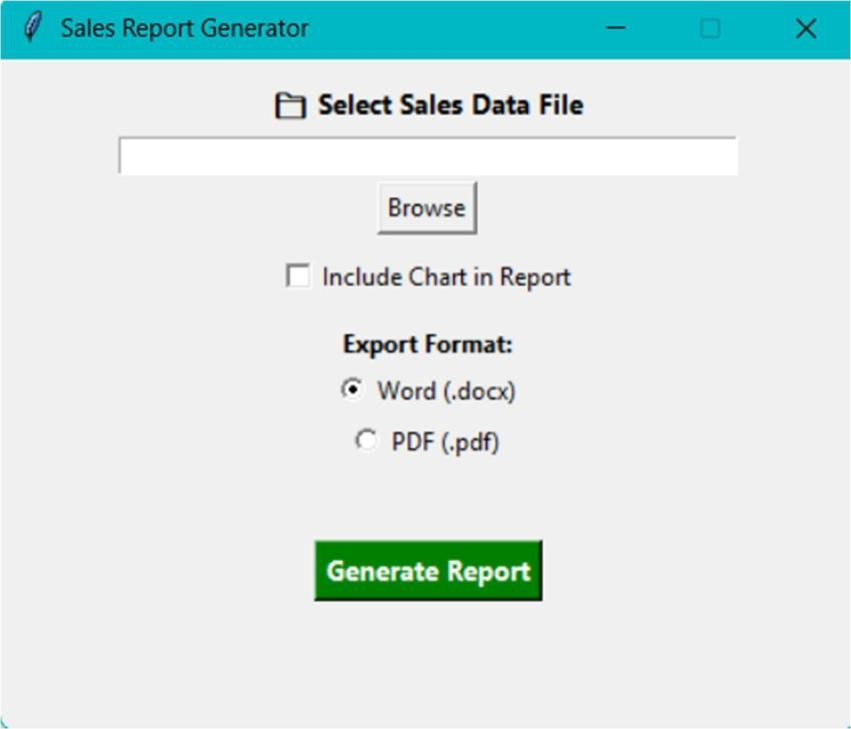 Sales Report Generator
Select Sales Data File
Browse
Include Chart in Report
Export Format:
Word (.docx)
PDF (.pdf)
Generate Report